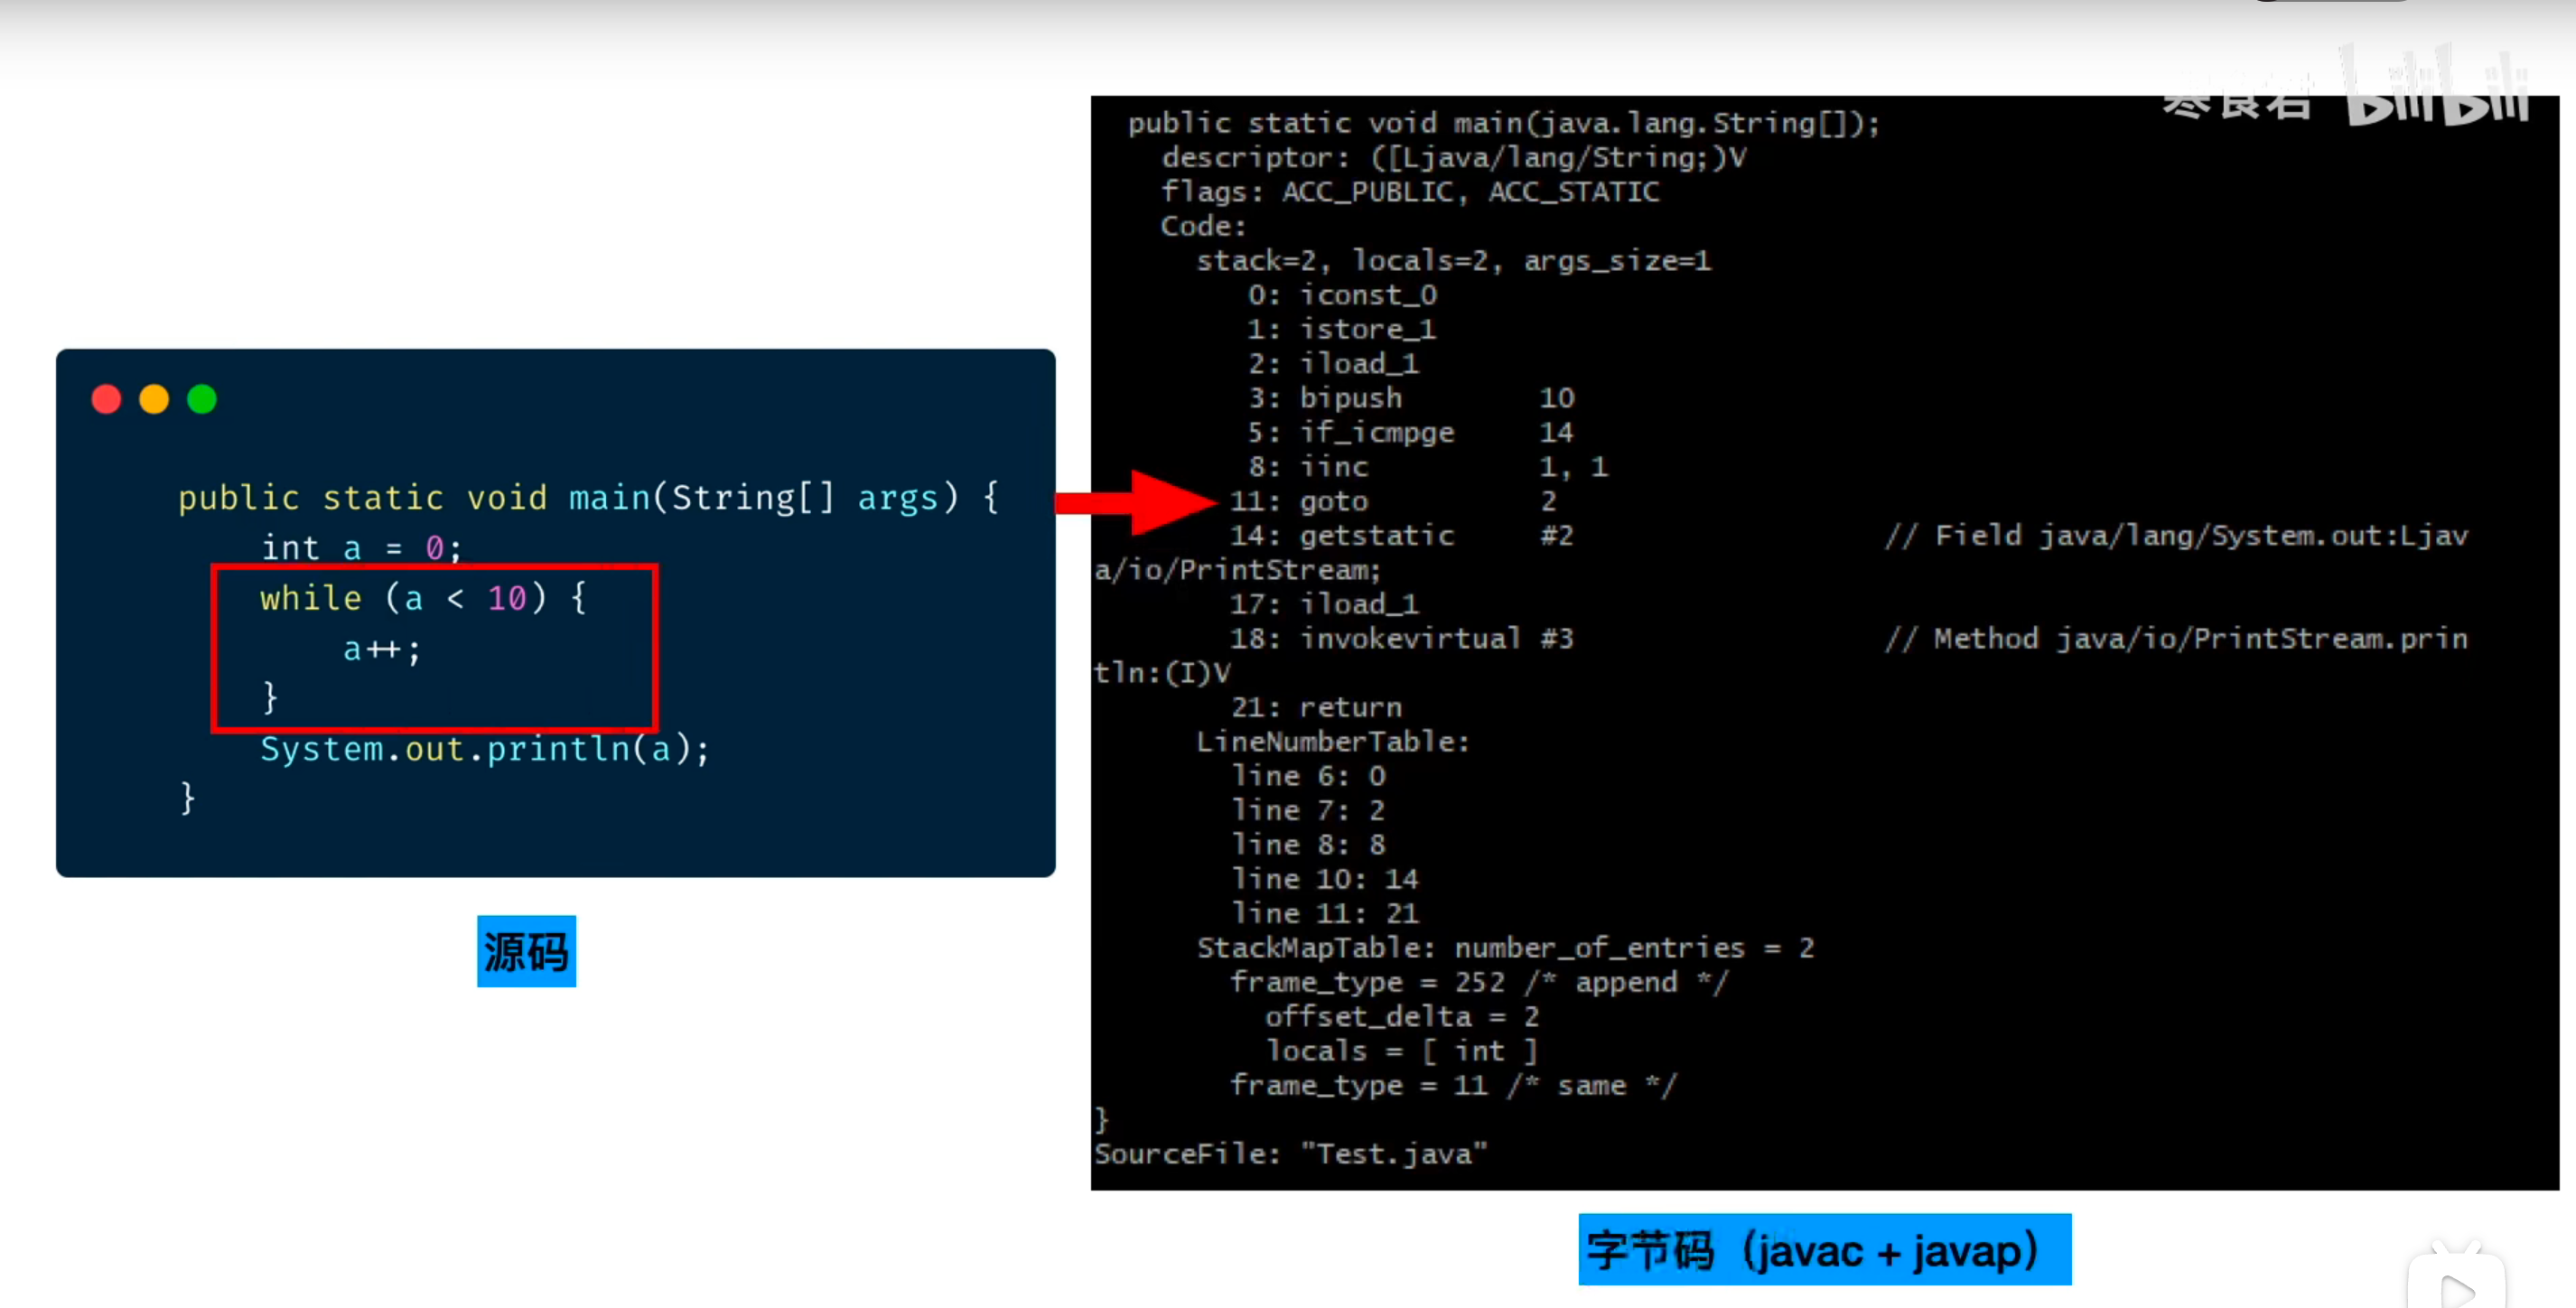 寒食君 bilibili
public static void main(String[] args) {
int a = 0;
while (a < 10) {
a++;
}
System.out.println(a);
}
源码
public static void main(java.lang.String[]);
descriptor: ([Ljava/lang/String;)V
flags: ACC_PUBLIC, ACC_STATIC
Code:
stack=2, locals=2, args_size=1
0: iconst_0
1: istore_1
2: iload_1
3: bipush 10
5: if_icmpge 14
8: iinc 1, 1
11: goto 2
14: getstatic #2 // Field java/lang/System.out:Ljav
a/io/PrintStream;
17: iload_1
18: invokevirtual #3 // Method java/io/PrintStream.prin
tln:(I)V
21: return
LineNumberTable:
line 6: 0
line 7: 2
line 8: 8
line 10: 14
line 11: 21
StackMapTable: number_of_entries = 2
frame_type = 252 /* append */
offset_delta = 2
locals = [ int ]
frame_type = 11 /* same */
}
SourceFile: "Test.java"
字节码（javac + javap）